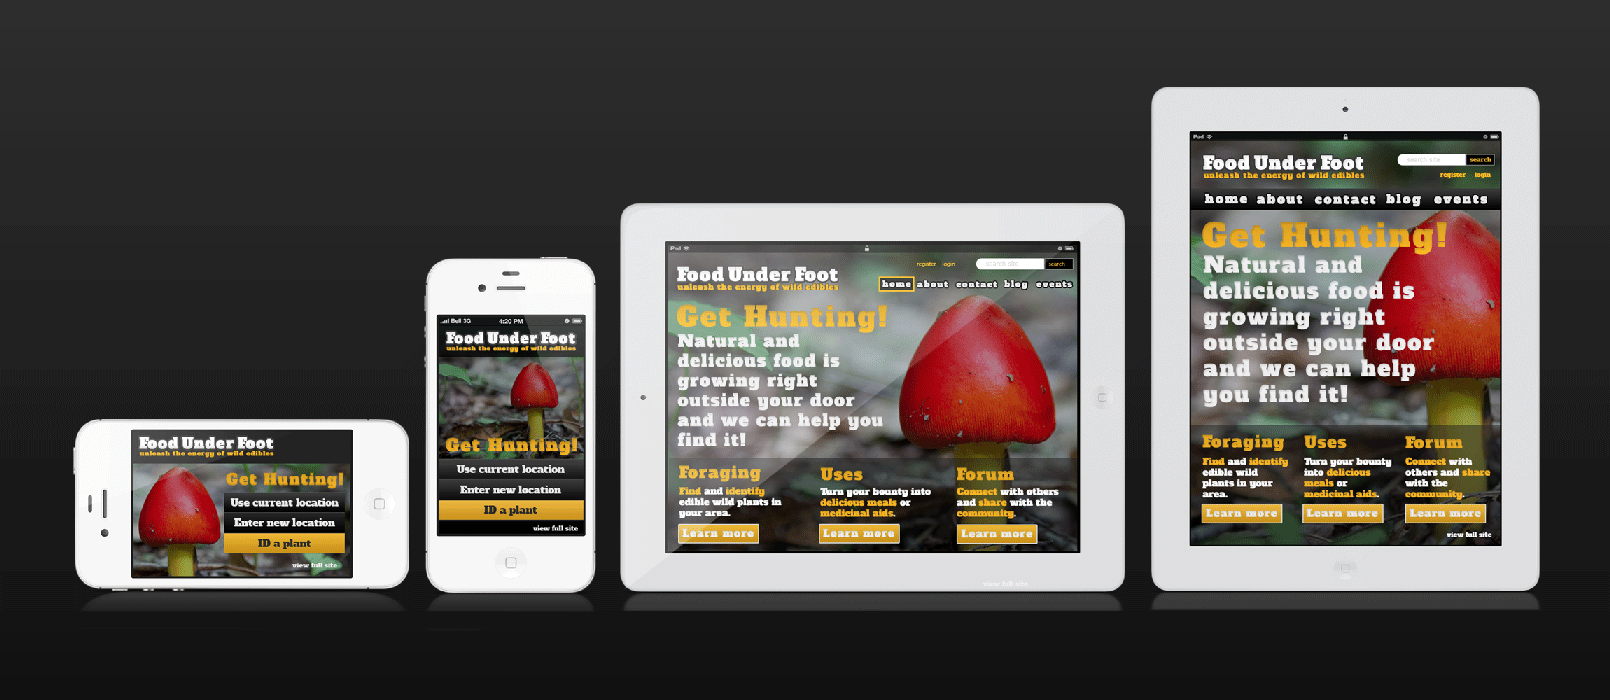 Food Under Foot
unleash the energy of wild edibles
Get Hunting!
Use current location
Enter new location
ID a plant
view full site
Bell 3G
4:20 PM
Food Under Foot
unleash the energy of wild edibles
Get Hunting!
Use current location
Enter new location
ID a plant
view full site
iPad
register login
search site
search
Food Under Foot
unleash the energy of wild edibles
home about contact blog events
Get Hunting!
Natural and
delicious food is
growing right
outside your door
and we can help you
find it!
Foraging
Find and identify
edible wild plants in
your area.
Learn more
Uses
Turn your bounty into
delicious meals or
medicinal aids.
Learn more
Forum
Connect with others
and share with the
community.
Learn more
view full site
iPad
Food Under Foot
unleash the energy of wild edibles
search site
search
register login
home about contact blog events
Get Hunting!
Natural and
delicious food is
growing right
outside your door
and we can help
you find it!
Foraging
Find and identify
edible wild
plants in your
area.
Learn more
Uses
Turn your bounty
into delicious
meals or
medicinal aids.
Learn more
Forum
Connect with
others and share
with the
community.
Learn more
view full site